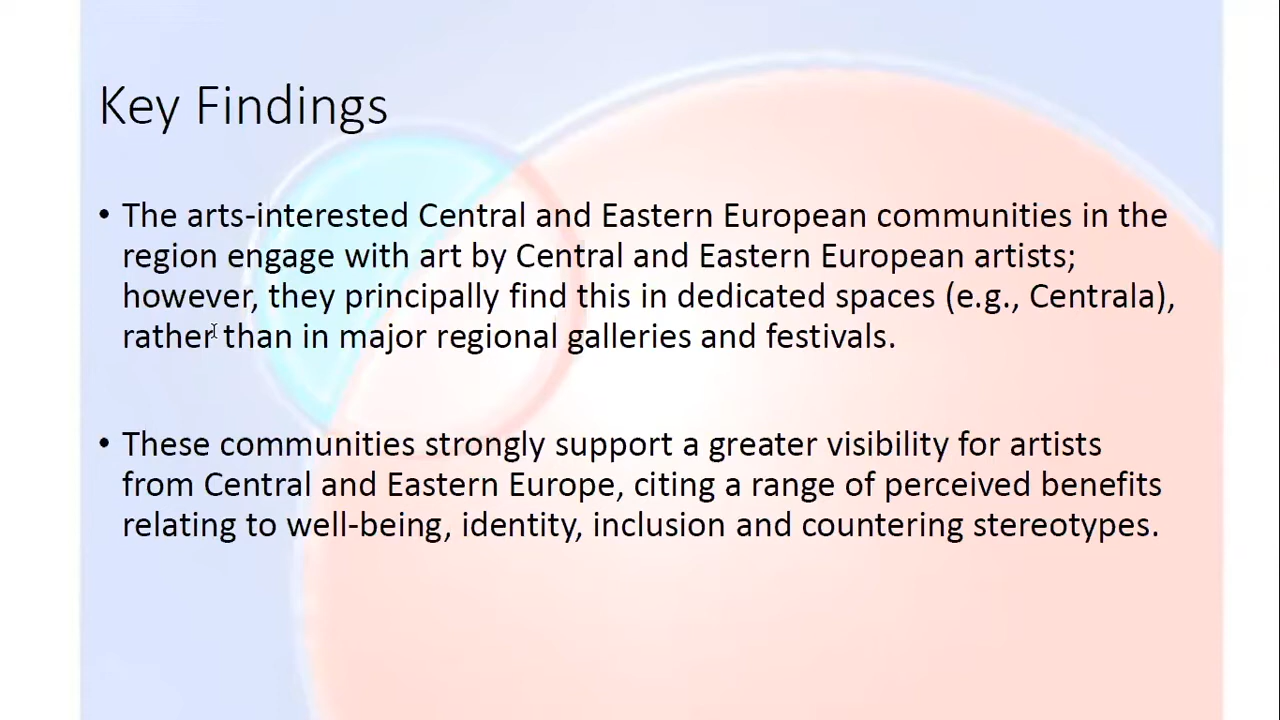 Key Findings
• The arts-interested Central and Eastern European communities in the
region engage with art by Central and Eastern European artists;
however, they principally find this in dedicated spaces (e.g., Centrala),
rather than in major regional galleries and festivals.
• These communities strongly support a greater visibility for artists
from Central and Eastern Europe, citing a range of perceived benefits
relating to well-being, identity, inclusion and countering stereotypes.